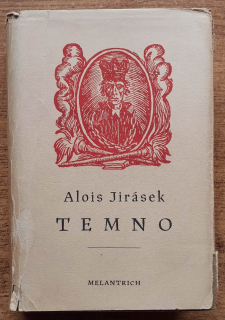 Alois Jirásek
TEMNO
MELANTRICH